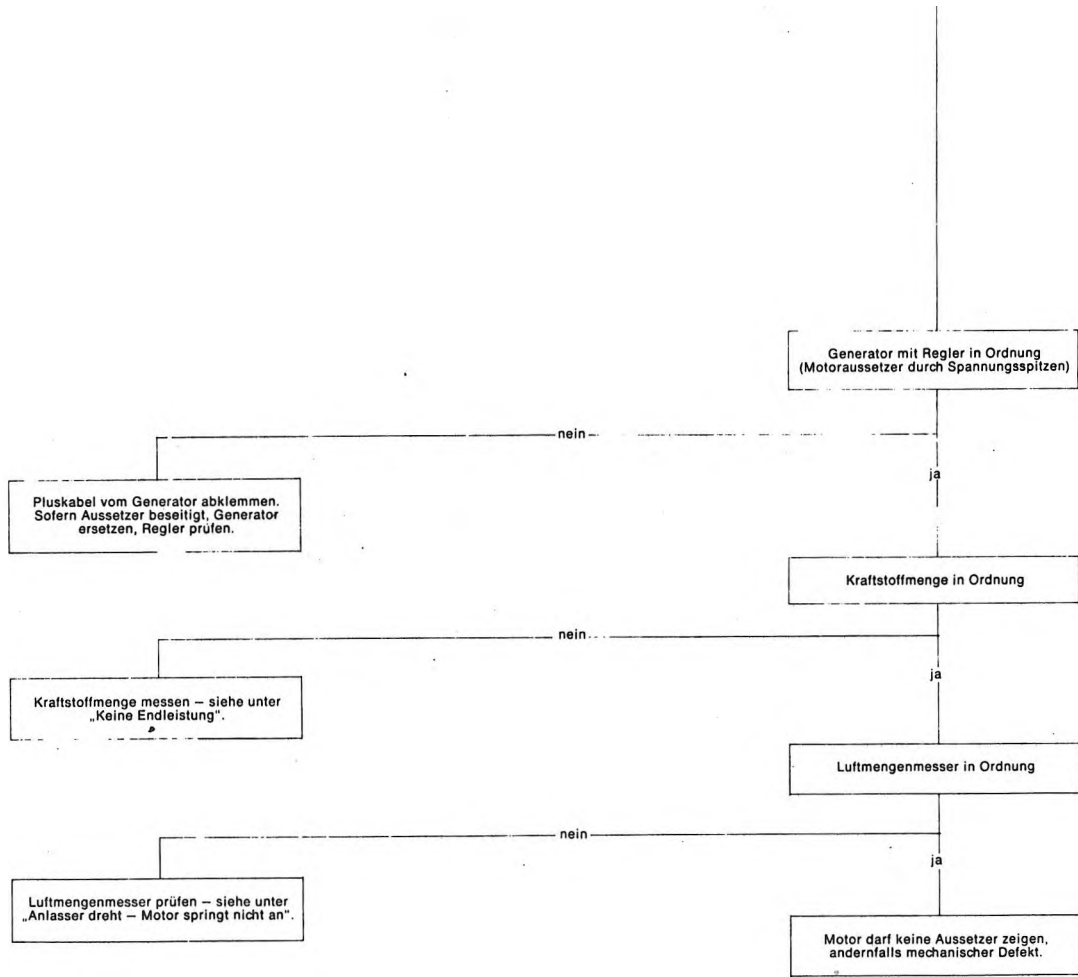 Generator mit Regler in Ordnung
(Motoraussetzer durch Spannungsspitzen)
nein
ja
Pluskabel vom Generator abklemmen.
Sofern Aussetzer beseitigt, Generator
ersetzen, Regler prüfen.
Kraftstoffmenge in Ordnung
nein
ja
Kraftstoffmenge messen – siehe unter
„Keine Endleistung“.
Luftmengenmesser in Ordnung
nein
ja
Luftmengenmesser prüfen – siehe unter
„Anlasser dreht – Motor springt nicht an“.
Motor darf keine Aussetzer zeigen,
andernfalls mechanischer Defekt.